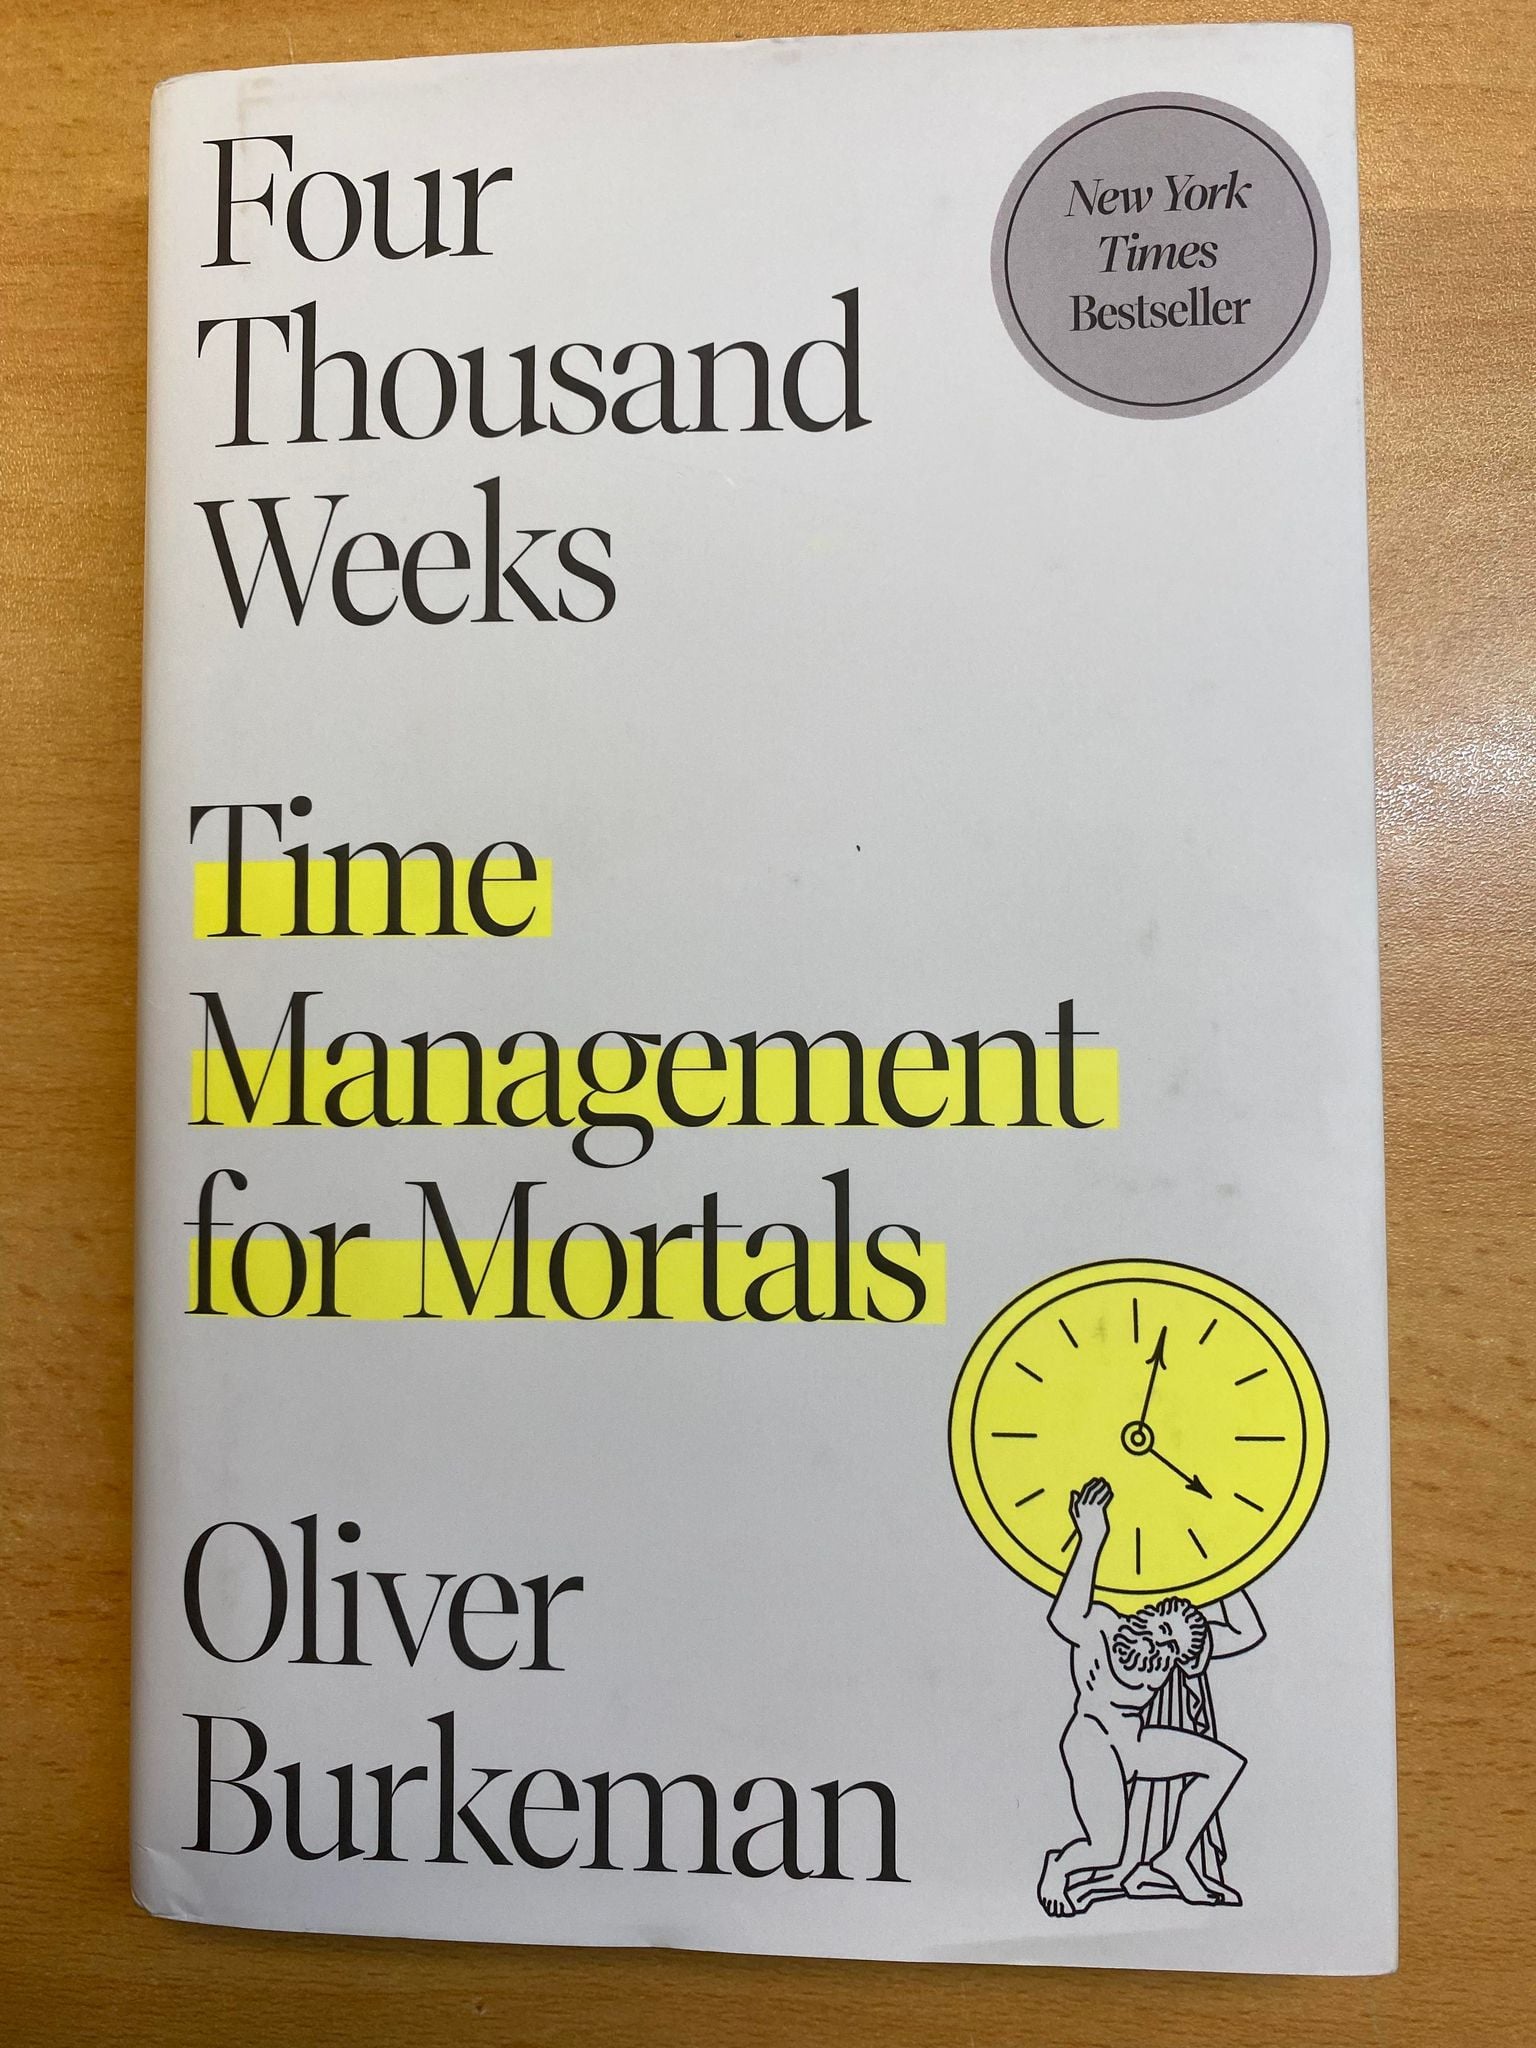 Four
Thousand
Weeks
New York
Times
Bestseller
Time
Management
for Mortals
Oliver
Burkeman